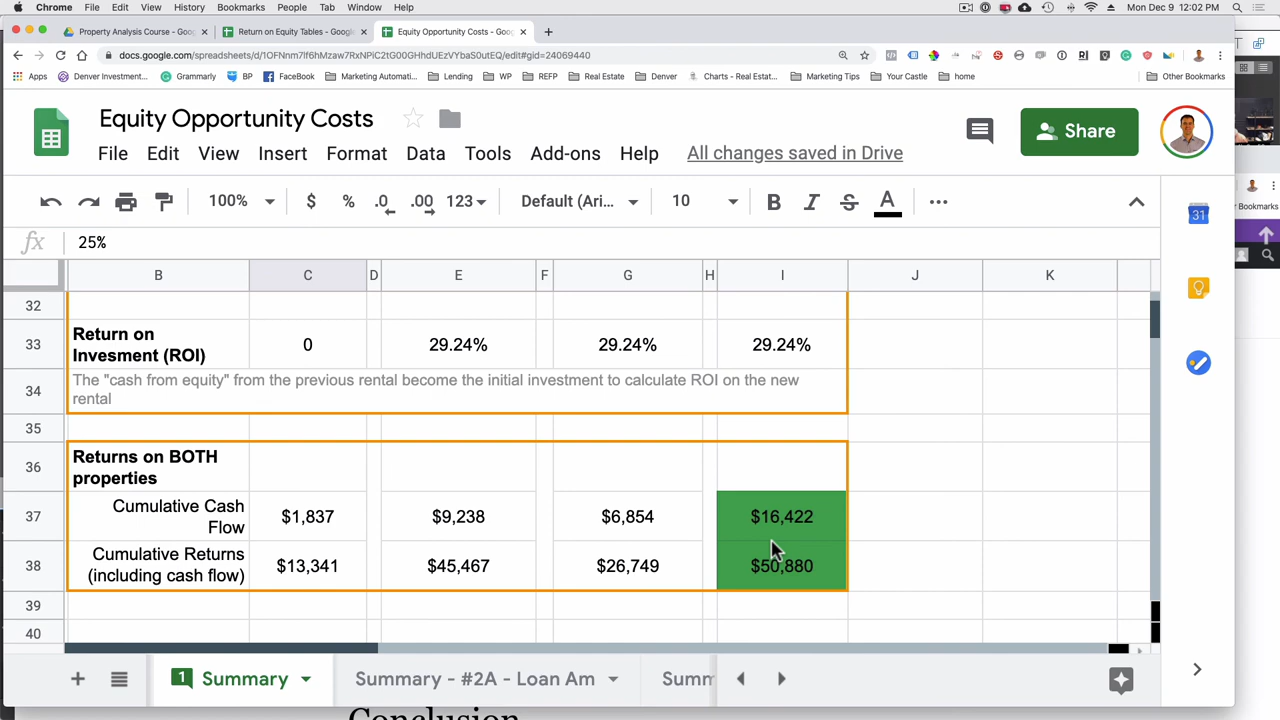 Chrome File Edit View History Bookmarks People Tab Window Help Mon Dec 9 12:02 PM
Property Analysis Course - Goo Return on Equity Tables - Google Equity Opportunity Costs - Goo
docs.google.com/spreadsheets/d/1OFNnm7lf6hMzaw7RxNPiC2tG00GHhdUEzVYbaS0utEQ/edit#gid=24069440
Apps Denver Investment... Grammarly BP FaceBook Marketing Automati... Lending WP REFP Real Estate Denver Charts - Real Estat... Marketing Tips Your Castle home Other Bookmarks
Equity Opportunity Costs
Share
File Edit View Insert Format Data Tools Add-ons Help All changes saved in Drive
100% $ % .0 .00 123 Default (Ari... 10 B I S A
31
r Bookmarks
fx 25%
B C D E F G H I J K
32
33 Return on Invesment (ROI) 0 29.24% 29.24% 29.24%
34 The "cash from equity" from the previous rental become the initial investment to calculate ROI on the new
rental
35
36 Returns on BOTH
properties
37 Cumulative Cash
Flow $1,837 $9,238 $6,854 $16,422
38 Cumulative Returns
(including cash flow) $13,341 $45,467 $26,749 $50,880
39
40
1 Summary Summary - #2A - Loan Am Summ
Conclusion